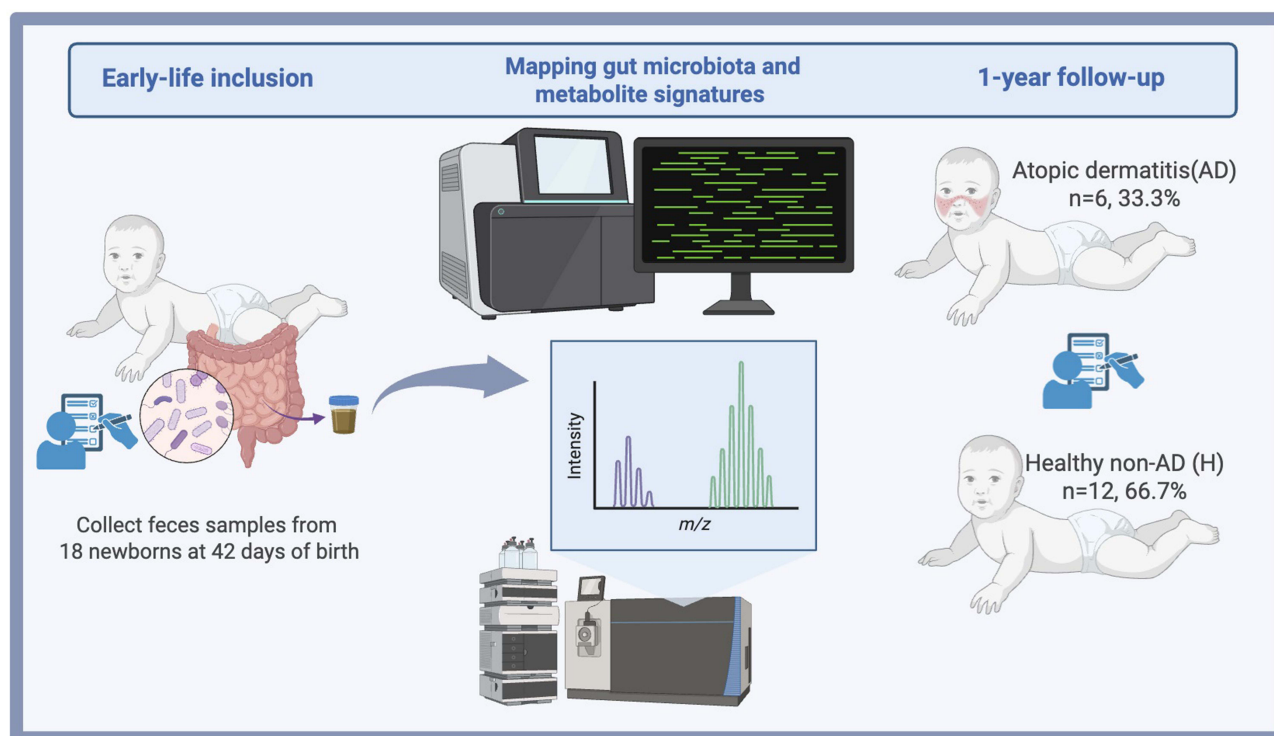 Early-life inclusion
Mapping gut microbiota and
metabolite signatures
1-year follow-up
Collect feces samples from
18 newborns at 42 days of birth
Intensity
m/z
Atopic dermatitis(AD)
n=6, 33.3%
Healthy non-AD (H)
n=12, 66.7%